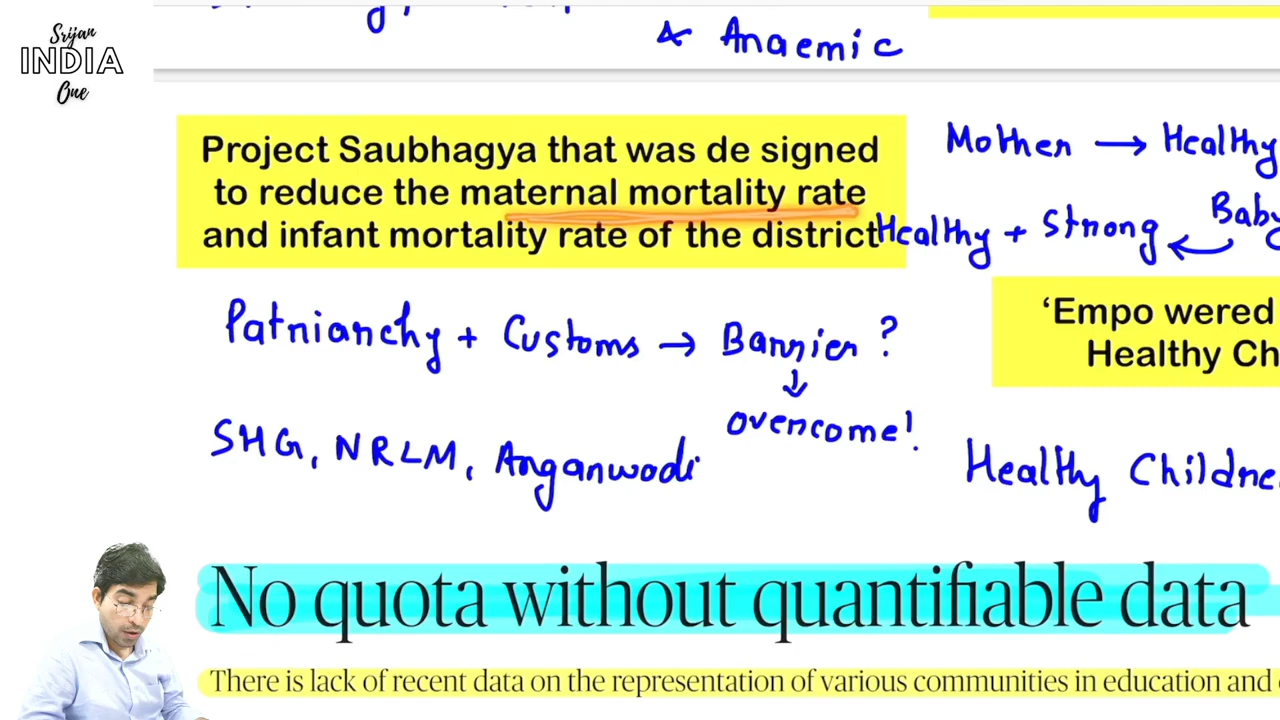 Srijan
INDIA
One
& Anaemic
Project Saubhagya that was de signed
to reduce the maternal mortality rate
and infant mortality rate of the district
Mother → Healthy
Baby
Healthy + Strong ←
Patriarchy + Customs → Barrier ?
↓
overcome!
SHG, NRLM, Anganwadi
'Empo wered
Healthy Ch
Healthy Childre
No quota without quantifiable data
There is lack of recent data on the representation of various communities in education and